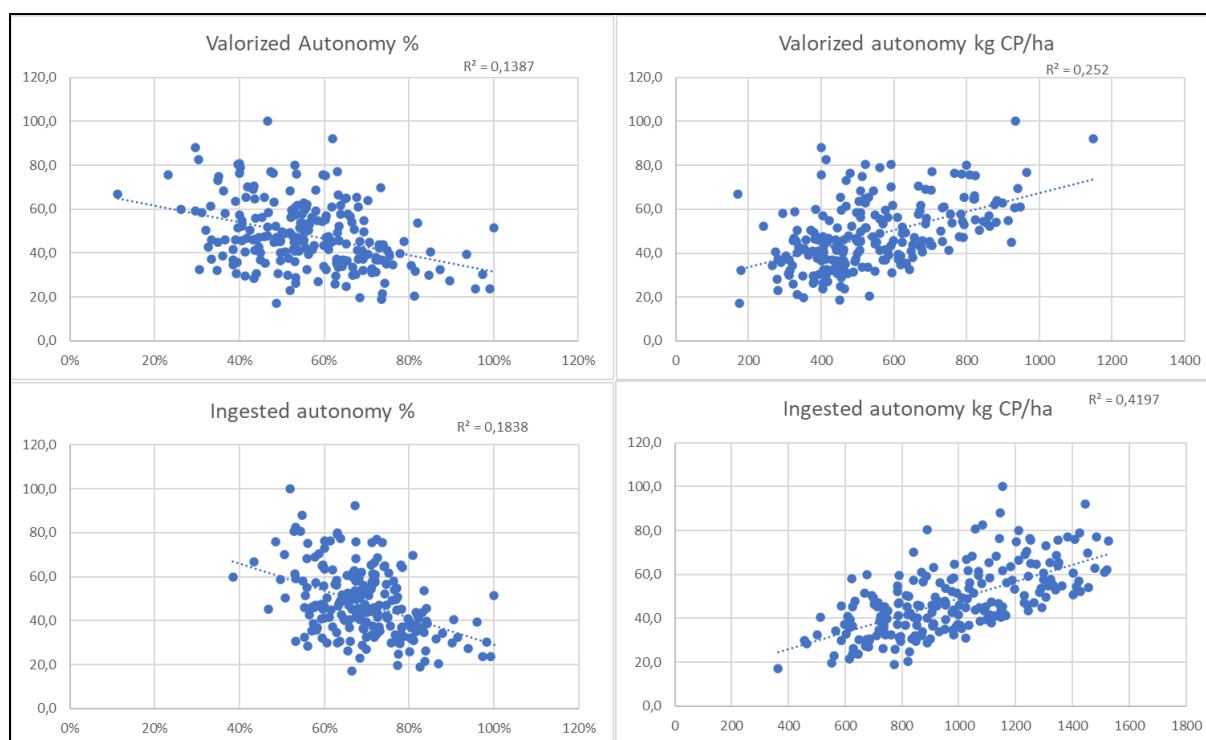 Valorized Autonomy %
R² = 0,1387
120,0
100,0
80,0
60,0
40,0
20,0
0,0
0% 20% 40% 60% 80% 100% 120%
Valorized autonomy kg CP/ha
R² = 0,252
120,0
100,0
80,0
60,0
40,0
20,0
0,0
0 200 400 600 800 1000 1200 1400
Ingested autonomy %
R² = 0,1838
120,0
100,0
80,0
60,0
40,0
20,0
0,0
0% 20% 40% 60% 80% 100% 120%
Ingested autonomy kg CP/ha
R² = 0,4197
120,0
100,0
80,0
60,0
40,0
20,0
0,0
0 200 400 600 800 1000 1200 1400 1600 1800